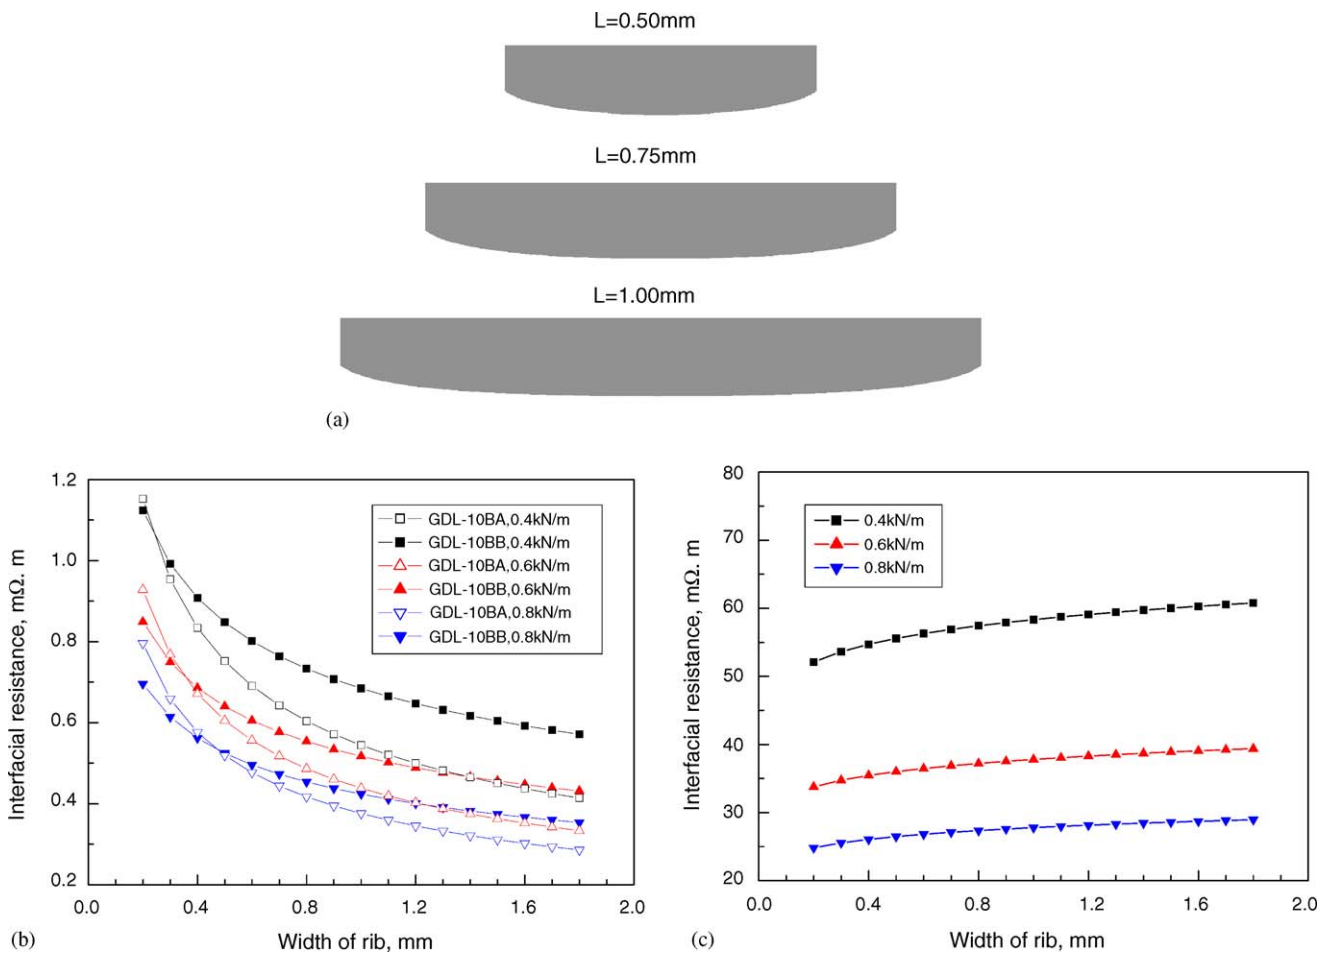 L=0.50mm
L=0.75mm
L=1.00mm
(a)
1.2
1.0
0.8
0.6
0.4
0.2
0.0
0.4
0.8
1.2
1.6
2.0
Interfacial resistance, mΩ. m
Width of rib, mm
GDL-10BA,0.4kN/m
GDL-10BB,0.4kN/m
GDL-10BA,0.6kN/m
GDL-10BB,0.6kN/m
GDL-10BA,0.8kN/m
GDL-10BB,0.8kN/m
(b)
80
70
60
50
40
30
20
0.0
0.4
0.8
1.2
1.6
2.0
Interfacial resistance, mΩ. m
Width of rib, mm
0.4kN/m
0.6kN/m
0.8kN/m
(c)